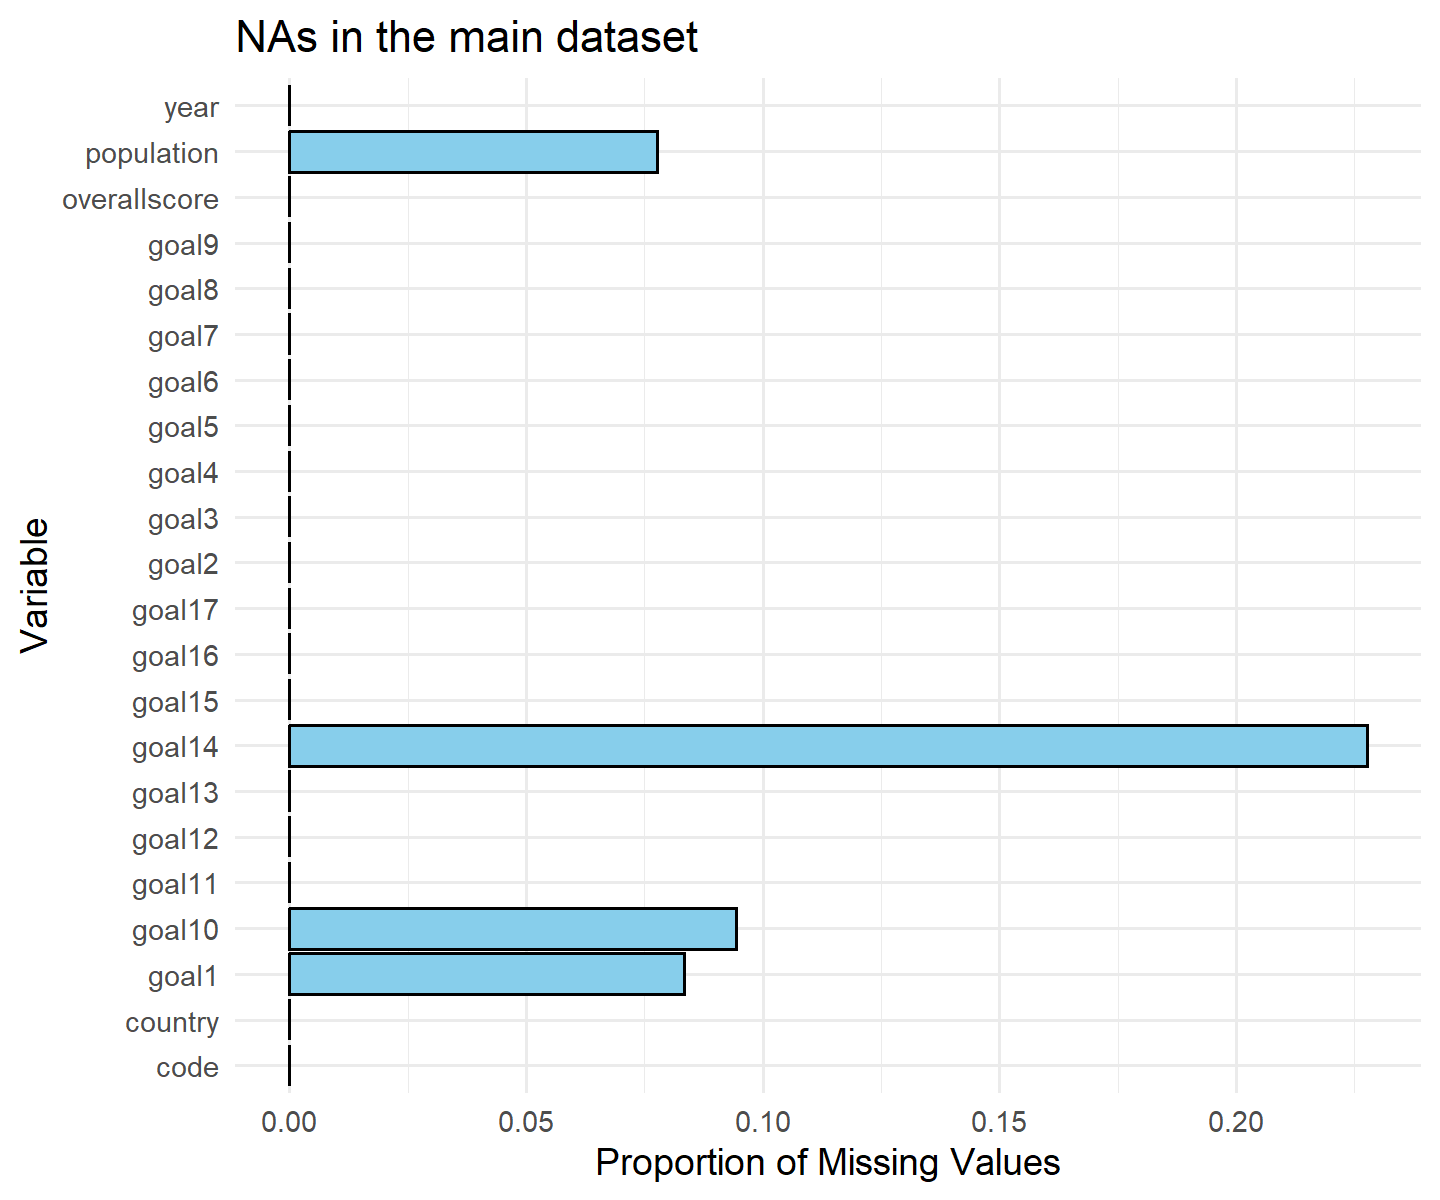 NAs in the main dataset
year
population
overallscore
goal9
goal8
goal7
goal6
goal5
goal4
goal3
goal2
goal17
goal16
goal15
goal14
goal13
goal12
goal11
goal10
goal1
country
code
Variable
0.00 0.05 0.10 0.15 0.20
Proportion of Missing Values